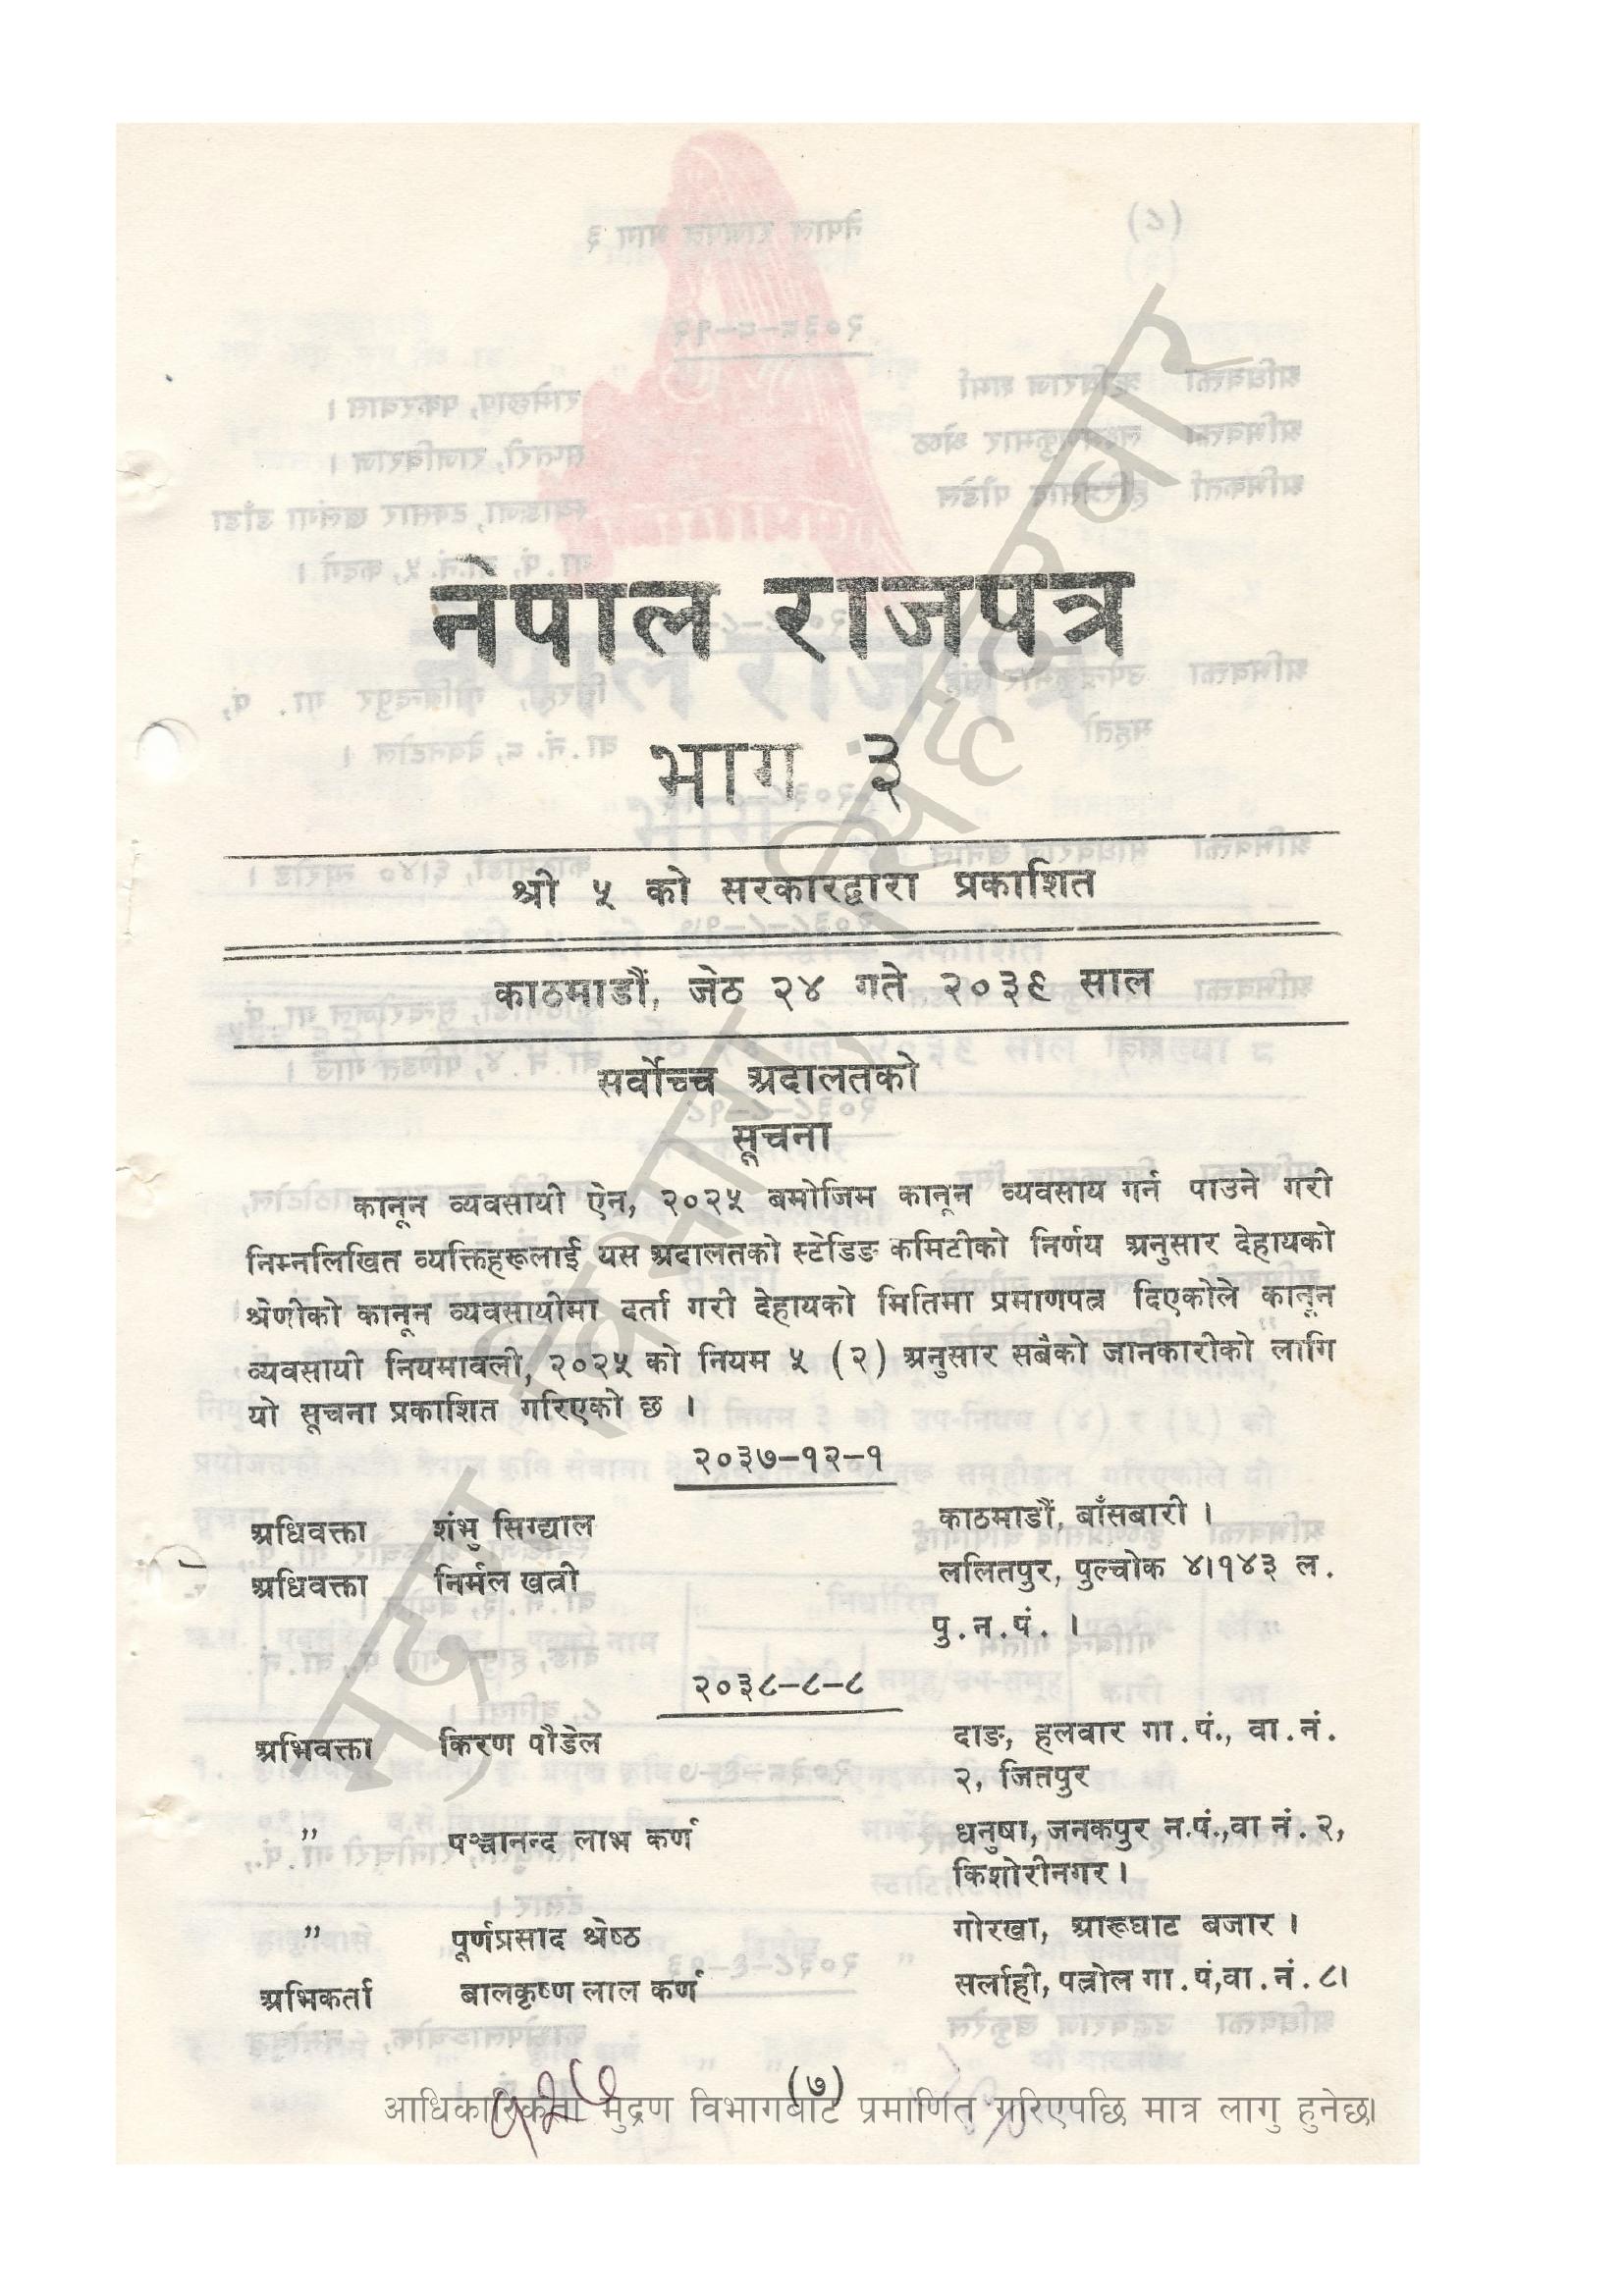 नेपाल राजपत्र
भाग ३
श्री ५ को सरकारद्वारा प्रकाशित
काठमाडौं, जेठ २४ गते २०३९ साल
सर्वोच्च अदालतको
सूचना
कानून व्यवसायी ऐन, २०२५ बमोजिम कानून व्यवसाय गर्न पाउने गरी
निम्नलिखित व्यक्तिहरूलाई यस अदालतको स्टेडिङ कमिटीको निर्णय अनुसार देहायको
श्रेणीको कानून व्यवसायीमा दर्ता गरी देहायको मितिमा प्रमाणपत्र दिएकोले कानून
व्यवसायी नियमावली, २०२५ को नियम ५ (२) अनुसार सबैको जानकारीको लागि
यो सूचना प्रकाशित गरिएको छ ।
२०३७-१२-१
अधिवक्ता शंभु सिग्द्याल काठमाडौं, बाँसबारी ।
अधिवक्ता निर्मल खत्री ललितपुर, पुल्चोक ४।१४३ ल.
पु.न.पं. ।
२०३८-८-८
अभिवक्ता किरण पौडेल दाङ, हलवार गा.पं., वा.नं.
२, जितपुर
" पञ्चानन्द लाभ कर्ण धनुषा, जनकपुर न.पं.,वा नं. २,
किशोरीनगर ।
" पूर्णप्रसाद श्रेष्ठ गोरखा, आरूघाट बजार ।
अभिकर्ता बालकृष्ण लाल कर्ण सर्लाही, पत्रोल गा.पं,वा.नं. ८।
(७)
आधिकारिकता मुद्रण विभागबाट प्रमाणित गरिएपछि मात्र लागु हुनेछ।